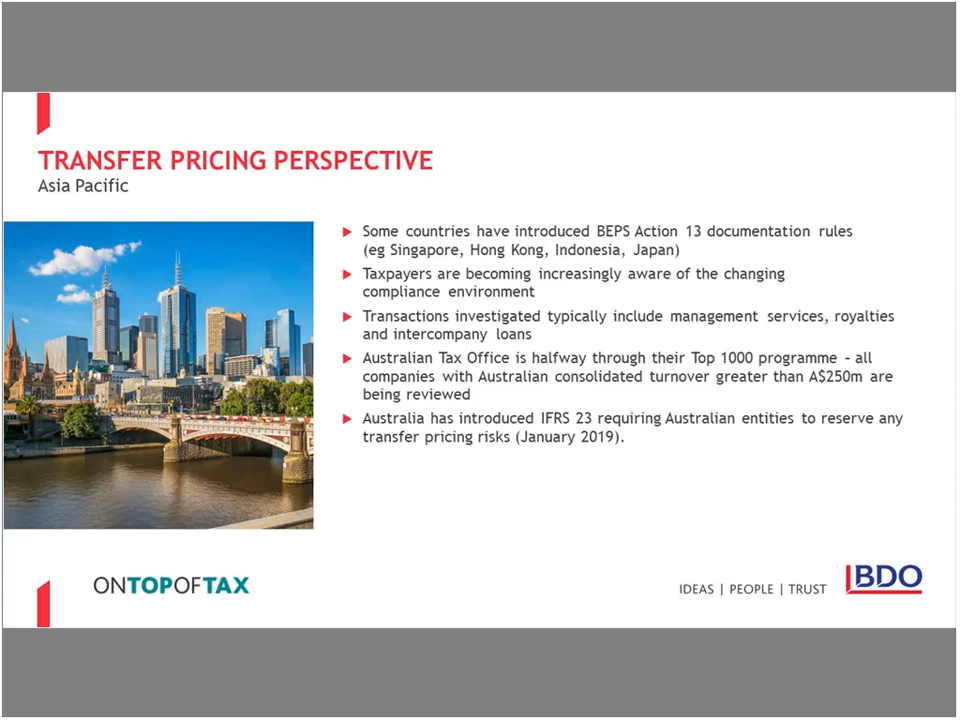 TRANSFER PRICING PERSPECTIVE
Asia Pacific
Some countries have introduced BEPS Action 13 documentation rules
(eg Singapore, Hong Kong, Indonesia, Japan)
Taxpayers are becoming increasingly aware of the changing
compliance environment
Transactions investigated typically include management services, royalties
and intercompany loans
Australian Tax Office is halfway through their Top 1000 programme – all
companies with Australian consolidated turnover greater than A$250m are
being reviewed
Australia has introduced IFRS 23 requiring Australian entities to reserve any
transfer pricing risks (January 2019).
ONTOPOFTAX
IDEAS | PEOPLE | TRUST
BDO